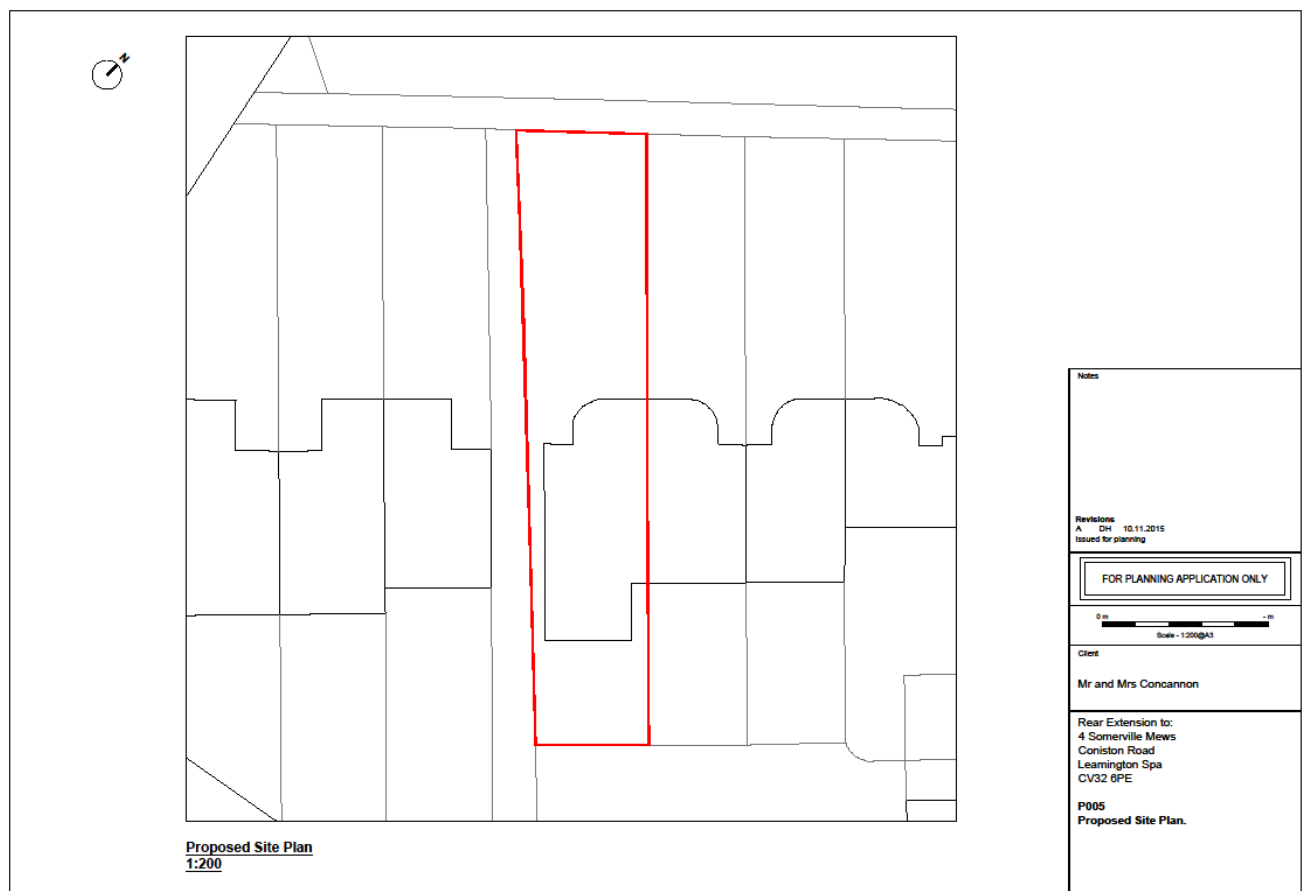 N
Proposed Site Plan
1:200
Notes
Revisions
A DH 10.11.2015
Issued for planning
FOR PLANNING APPLICATION ONLY
0 m - m
Scale - 1:200@A3
Client
Mr and Mrs Concannon
Rear Extension to:
4 Somerville Mews
Coniston Road
Leamington Spa
CV32 6PE
P005
Proposed Site Plan.